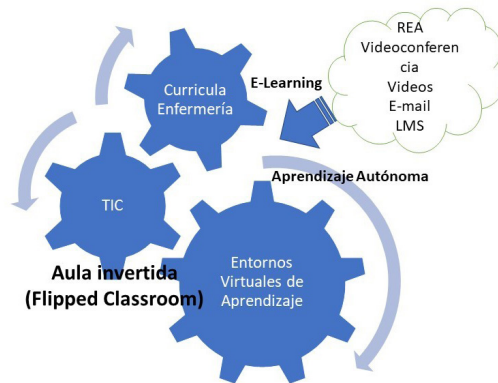 REA
Videoconferen
cia
Videos
E-mail
LMS
E-Learning
Curricula
Enfermería
Aprendizaje Autónoma
TIC
Entornos
Virtuales de
Aprendizaje
Aula invertida
(Flipped Classroom)